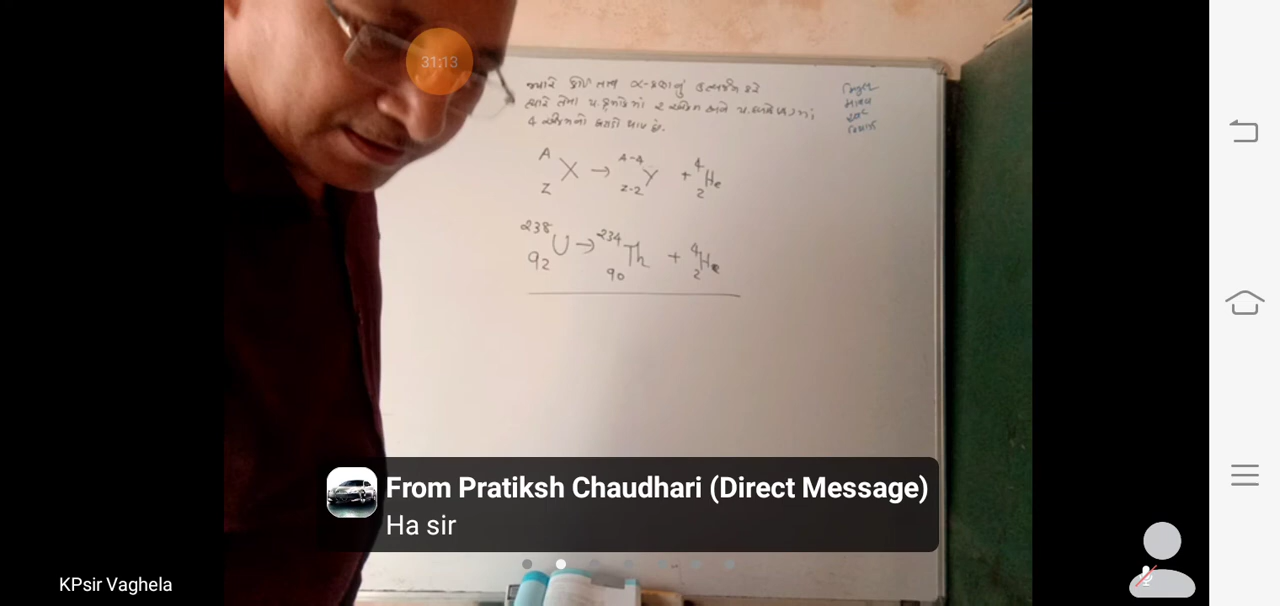 31:13
જ્યારે કોઈ તત્વ α-કણનું ઉત્સર્જન કરે
ત્યારે તેના પ.ક્રમાંકમાં 2 એકમ અને
4 એકમનો ઘટાડો થાય છે.
A
Z X → A-4
Z-2 Y + 4
2 He
238
92 U → 234
90 Th + 4
2 He
From Pratiksh Chaudhari (Direct Message)
Ha sir
KPsir Vaghela